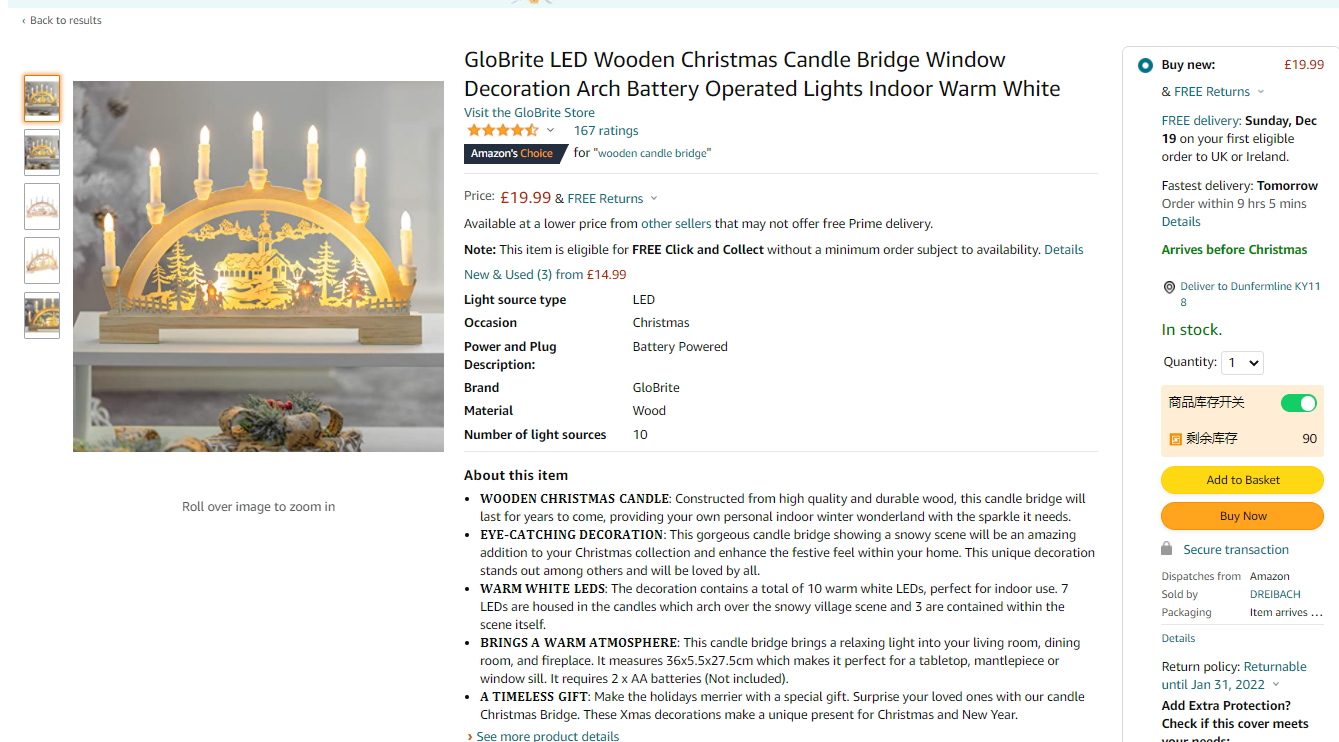 ‹ Back to results
GloBrite LED Wooden Christmas Candle Bridge Window
Decoration Arch Battery Operated Lights Indoor Warm White
Visit the GloBrite Store
167 ratings
Amazon's Choice for "wooden candle bridge"
Price: £19.99 & FREE Returns
Available at a lower price from other sellers that may not offer free Prime delivery.
Note: This item is eligible for FREE Click and Collect without a minimum order subject to availability. Details
New & Used (3) from £14.99
Light source type LED
Occasion Christmas
Power and Plug Battery Powered
Description:
Brand GloBrite
Material Wood
Number of light sources 10
About this item
• WOODEN CHRISTMAS CANDLE: Constructed from high quality and durable wood, this candle bridge will
last for years to come, providing your own personal indoor winter wonderland with the sparkle it needs.
• EYE-CATCHING DECORATION: This gorgeous candle bridge showing a snowy scene will be an amazing
addition to your Christmas collection and enhance the festive feel within your home. This unique decoration
stands out among others and will be loved by all.
• WARM WHITE LEDS: The decoration contains a total of 10 warm white LEDs, perfect for indoor use. 7
LEDs are housed in the candles which arch over the snowy village scene and 3 are contained within the
scene itself.
• BRINGS A WARM ATMOSPHERE: This candle bridge brings a relaxing light into your living room, dining
room, and fireplace. It measures 36x5.5x27.5cm which makes it perfect for a tabletop, mantlepiece or
window sill. It requires 2 x AA batteries (Not included).
• A TIMELESS GIFT: Make the holidays merrier with a special gift. Surprise your loved ones with our candle
Christmas Bridge. These Xmas decorations make a unique present for Christmas and New Year.
› See more product details
Roll over image to zoom in
Buy new: £19.99
& FREE Returns
FREE delivery: Sunday, Dec
19 on your first eligible
order to UK or Ireland.
Fastest delivery: Tomorrow
Order within 9 hrs 5 mins
Details
Arrives before Christmas
Deliver to Dunfermline KY11
8
In stock.
Quantity: 1
商品库存开关
剩余库存 90
Add to Basket
Buy Now
Secure transaction
Dispatches from Amazon
Sold by DREIBACH
Packaging Item arrives ...
Details
Return policy: Returnable
until Jan 31, 2022
Add Extra Protection?
Check if this cover meets
your needs: